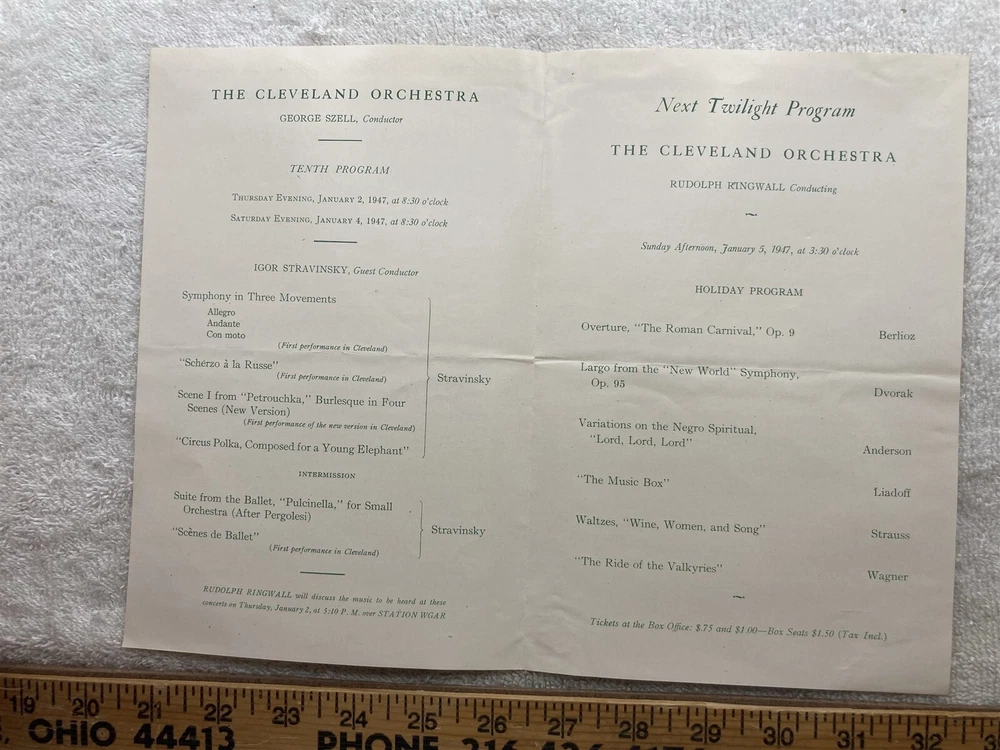 THE CLEVELAND ORCHESTRA
GEORGE SZELL, Conductor
TENTH PROGRAM
THURSDAY EVENING, JANUARY 2, 1947, at 8:30 o'clock
SATURDAY EVENING, JANUARY 4, 1947, at 8:30 o'clock
IGOR STRAVINSKY, Guest Conductor
Symphony in Three Movements
Allegro
Andante
Con moto
(First performance in Cleveland)
"Scherzo à la Russe"
(First performance in Cleveland)
Stravinsky
Scene I from "Petrouchka," Burlesque in Four
Scenes (New Version)
(First performance of the new version in Cleveland)
"Circus Polka, Composed for a Young Elephant"
INTERMISSION
Suite from the Ballet, "Pulcinella," for Small
Orchestra (After Pergolesi)
Stravinsky
"Scènes de Ballet"
(First performance in Cleveland)
RUDOLPH RINGWALL will discuss the music to be heard at these
concerts on Thursday, January 2, at 5:10 P. M. over STATION WGAR
Next Twilight Program
THE CLEVELAND ORCHESTRA
RUDOLPH RINGWALL Conducting
Sunday Afternoon, January 5, 1947, at 3:30 o'clock
HOLIDAY PROGRAM
Overture, "The Roman Carnival," Op. 9 Berlioz
Largo from the "New World" Symphony,
Op. 95 Dvorak
Variations on the Negro Spiritual,
"Lord, Lord, Lord" Anderson
"The Music Box" Liadoff
Waltzes, "Wine, Women, and Song" Strauss
"The Ride of the Valkyries" Wagner
Tickets at the Box Office: $.75 and $1.00—Box Seats $1.50 (Tax Incl.)
19 20 21 22 23 24 25 26 27 28 29 30 31 32
OHIO 44413 PHONE 216